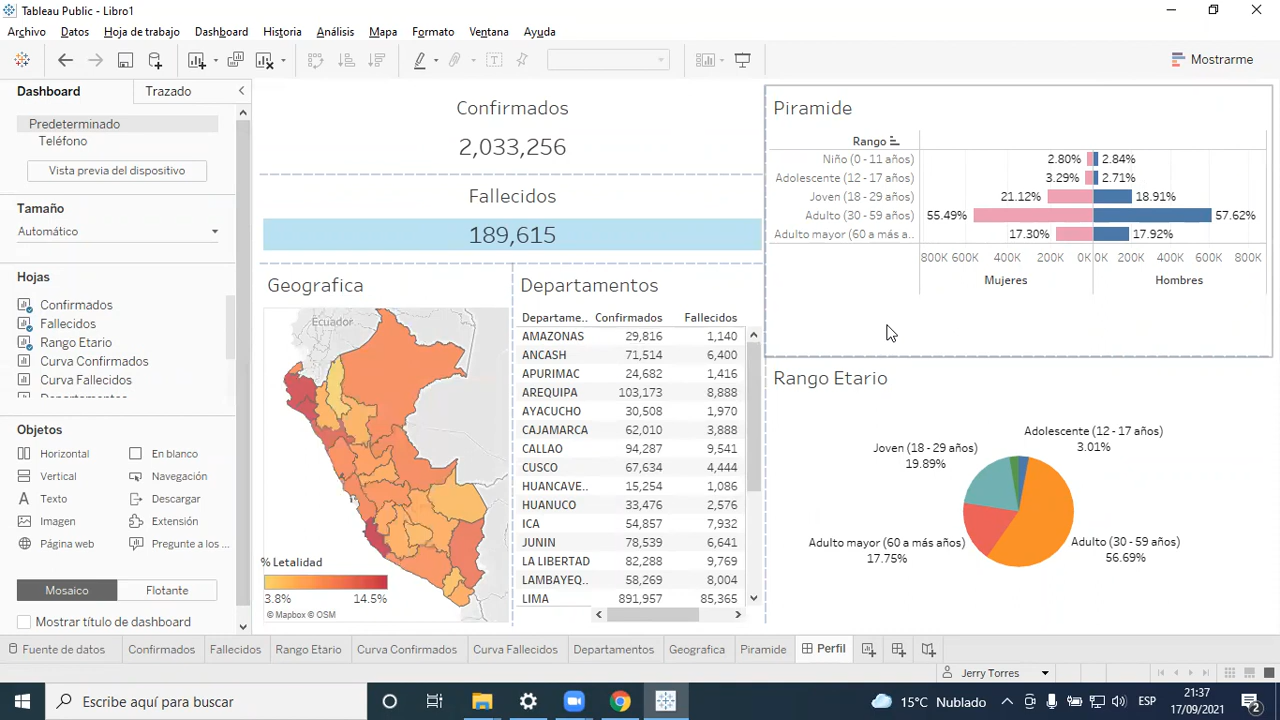 Tableau Public - Libro1
Archivo Datos Hoja de trabajo Dashboard Historia Análisis Mapa Formato Ventana Ayuda
Mostrarme
Dashboard Trazado
Predeterminado
Teléfono
Vista previa del dispositivo
Tamaño
Automático
Hojas
Confirmados
Fallecidos
Rango Etario
Curva Confirmados
Curva Fallecidos
Objetos
Horizontal En blanco
Vertical Navegación
Texto Descargar
Imagen Extensión
Página web Pregunte a los ...
Mosaico Flotante
Mostrar título de dashboard
Confirmados
2,033,256
Fallecidos
189,615
Geografica
Ecuador
% Letalidad
3.8% 14.5%
© Mapbox © OSM
Departamentos
Departame.. Confirmados Fallecidos
AMAZONAS 29,816 1,140
ANCASH 71,514 6,400
APURIMAC 24,682 1,416
AREQUIPA 103,173 8,888
AYACUCHO 30,508 1,970
CAJAMARCA 62,010 3,888
CALLAO 94,287 9,541
CUSCO 67,634 4,444
HUANCAVE.. 15,254 1,086
HUANUCO 33,476 2,576
ICA 54,857 7,932
JUNIN 78,539 6,641
LA LIBERTAD 82,288 9,769
LAMBAYEQ.. 58,269 8,004
LIMA 891,957 85,365
Piramide
Rango
Niño (0 - 11 años) 2.80% 2.84%
Adolescente (12 - 17 años) 3.29% 2.71%
Joven (18 - 29 años) 21.12% 18.91%
Adulto (30 - 59 años) 55.49% 57.62%
Adulto mayor (60 a más a.. 17.30% 17.92%
800K 600K 400K 200K 0K 0K 200K 400K 600K 800K
Mujeres Hombres
Rango Etario
Adolescente (12 - 17 años)
3.01%
Joven (18 - 29 años)
19.89%
Adulto mayor (60 a más años)
17.75%
Adulto (30 - 59 años)
56.69%
Fuente de datos Confirmados Fallecidos Rango Etario Curva Confirmados Curva Fallecidos Departamentos Geografica Piramide Perfil
Jerry Torres
Escribe aquí para buscar
15°C Nublado
ESP
21:37
17/09/2021
2